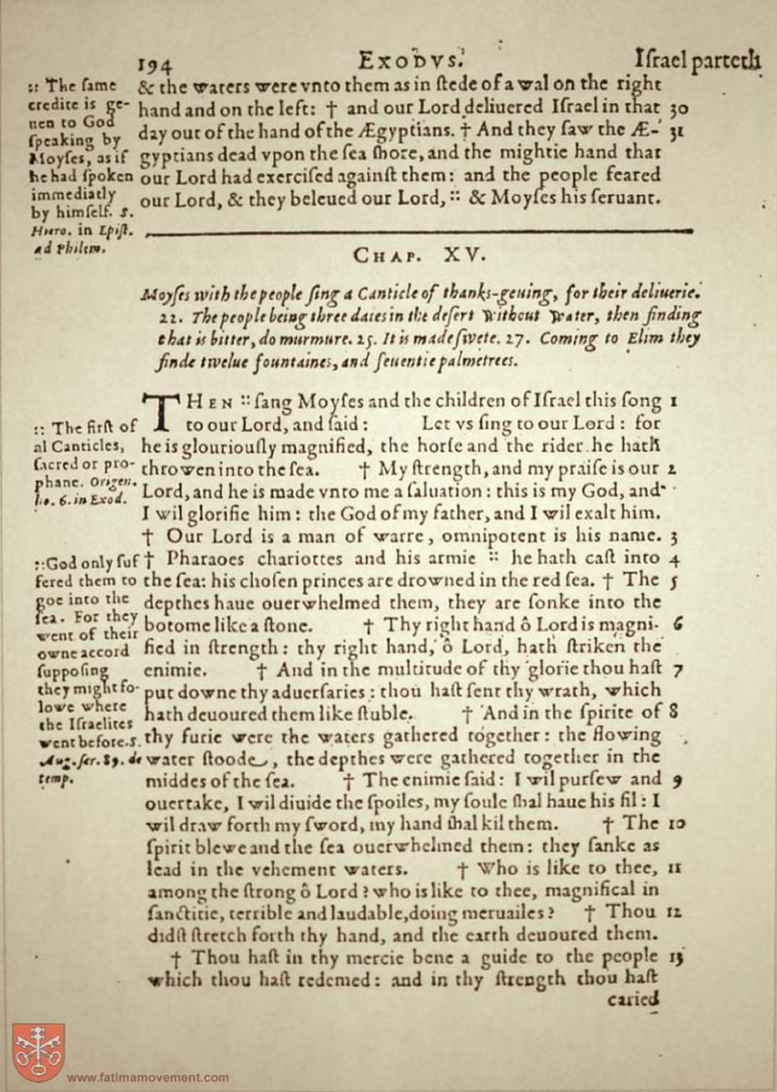 194 EXODVS. Iſrael parteth
& the waters were vnto them as in ſtede of a wal on the right
hand and on the left: † and our Lord deliuered Iſrael in that 30
day out of the hand of the Ægyptians. † And they ſaw the Æ- 31
gyptians dead vpon the ſea ſhore, and the mightie hand that
our Lord had exerciſed againſt them: and the people feared
our Lord, & they beleued our Lord, :: & Moyſes his ſeruant.
:: The ſame
credite is ge-
uen to God
ſpeaking by
Moyſes, as if
he had ſpoken
immediatly
by himſelf. S.
Hiero. in Epiſt.
ad Philem.
CHAP. XV.
Moyſes with the people ſing a Canticle of thanks-geuing, for their deliuerie.
22. The people being three daies in the deſert without water, then finding
that is bitter, do murmure. 25. It is made ſwete. 27. Coming to Elim they
finde twelue fountaines, and ſeuentie palmetrees.
THEN :: ſang Moyſes and the children of Iſrael this ſong 1
to our Lord, and ſaid: Let vs ſing to our Lord: for
he is glouriouſly magnified, the horſe and the rider he hath
throwen into the ſea. † My ſtrength, and my praiſe is our 2
Lord, and he is made vnto me a ſaluation: this is my God, and
I wil glorifie him: the God of my father, and I wil exalt him.
† Our Lord is a man of warre, omnipotent is his name. 3
† Pharaoes chariottes and his armie :: he hath caſt into 4
the ſea: his choſen princes are drowned in the red ſea. † The 5
depthes haue ouerwhelmed them, they are ſonke into the
botome like a ſtone. † Thy right hand ô Lord is magni- 6
fied in ſtrength: thy right hand, ô Lord, hath ſtriken the
enimie. † And in the multitude of thy glorie thou haſt 7
put downe thy aduerſaries: thou haſt ſent thy wrath, which
hath deuoured them like ſtuble. † And in the ſpirite of 8
thy furie were the waters gathered together: the flowing
water ſtoode, the depthes were gathered together in the
middes of the ſea. † The enimie ſaid: I wil purſew and 9
ouertake, I wil diuide the ſpoiles, my ſoule ſhal haue his fil: I
wil draw forth my ſword, my hand ſhal kil them. † The 10
ſpirit blewe and the ſea ouerwhelmed them: they ſanke as
lead in the vehement waters. † Who is like to thee, 11
among the ſtrong ô Lord? who is like to thee, magnifical in
ſanctitie, terrible and laudable, doing meruailes? † Thou 12
didſt ſtretch forth thy hand, and the earth deuoured them.
† Thou haſt in thy mercie bene a guide to the people 13
which thou haſt redemed: and in thy ſtrength thou haſt
caried
:: The firſt of
al Canticles,
ſacred or pro-
phane. Origen.
ho. 6. in Exod.
::God only ſuf
fered them to
goe into the
ſea. For they
went of their
owne accord
ſuppoſing
they might fo-
lowe where
the Iſraelites
went before. S.
Aug. ſer. 89. de
temp.
www.fatimamovement.com